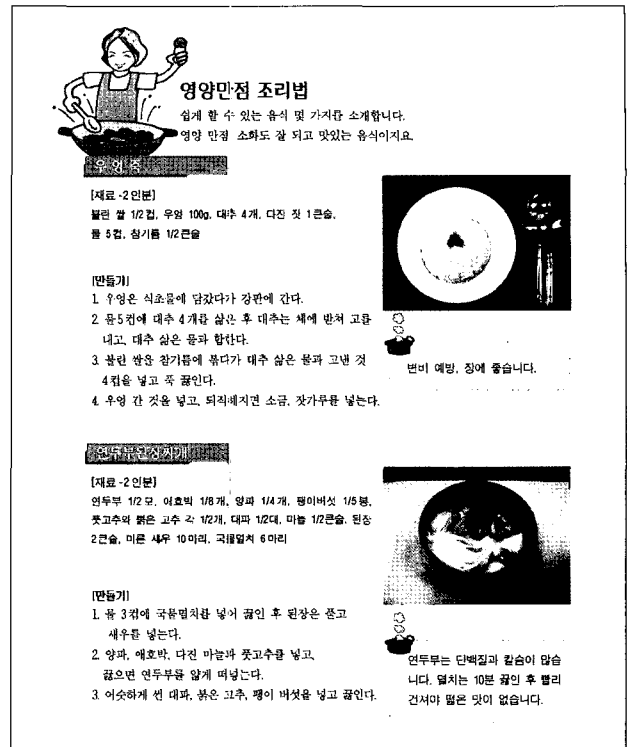 영양만점 조리법
쉽게 할 수 있는 음식 몇 가지를 소개합니다.
영양 만점 소화도 잘 되고 맛있는 음식이지요.
우엉죽
[재료 -2인분]
불린 쌀 1/2컵, 우엉 100g, 대추 4개, 다진 잣 1큰술,
물 5컵, 참기름 1/2큰술
[만들기]
1. 우엉은 식초물에 담갔다가 강판에 간다.
2. 물5컵에 대추 4개를 삶은 후 대추는 체에 받쳐 고를
내고, 대추 삶은 물과 합한다.
3. 불린 쌀을 참기름에 볶다가 대추 삶은 물과 고낸 것
4컵을 넣고 푹 끓인다.
4. 우엉 간 것을 넣고, 되직해지면 소금, 잣가루를 넣는다.
변비 예방, 장에 좋습니다.
연두부된장찌개
[재료 -2인분]
연두부 1/2모, 애호박 1/8개, 양파 1/4개, 팽이버섯 1/5봉,
풋고추와 붉은 고추 각 1/2개, 대파 1/2대, 마늘 1/2큰술, 된장
2큰술, 마른 새우 10마리, 국물멸치 6마리
[만들기]
1. 물 3컵에 국물멸치를 넣어 끓인 후 된장은 풀고
새우를 넣는다.
2. 양파, 애호박, 다진 마늘과 풋고추를 넣고,
끓으면 연두부를 얇게 떠넣는다.
3. 어슷하게 썬 대파, 붉은 고추, 팽이 버섯을 넣고 끓인다.
연두부는 단백질과 칼슘이 많습
니다. 멸치는 10분 끓인 후 빨리
건져야 떫은 맛이 없습니다.